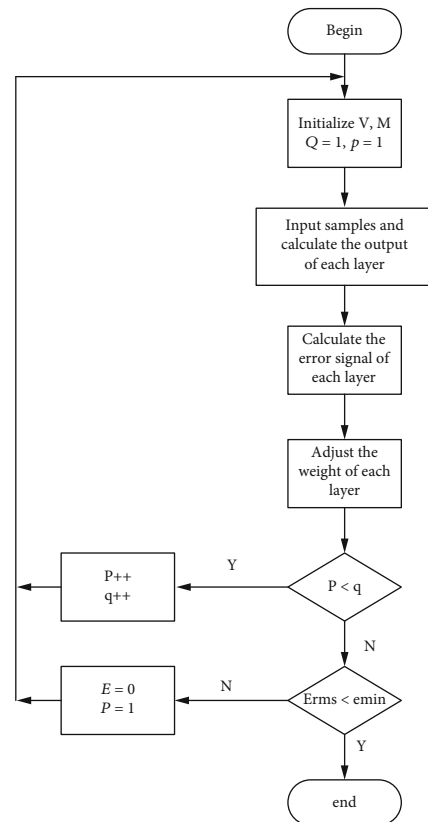 Begin
Initialize V, M
Q = 1, p = 1
Input samples and
calculate the output
of each layer
Calculate the
error signal of
each layer
Adjust the
weight of each
layer
P++
q++
Y
P < q
N
E = 0
P = 1
N
Erms < emin
Y
end